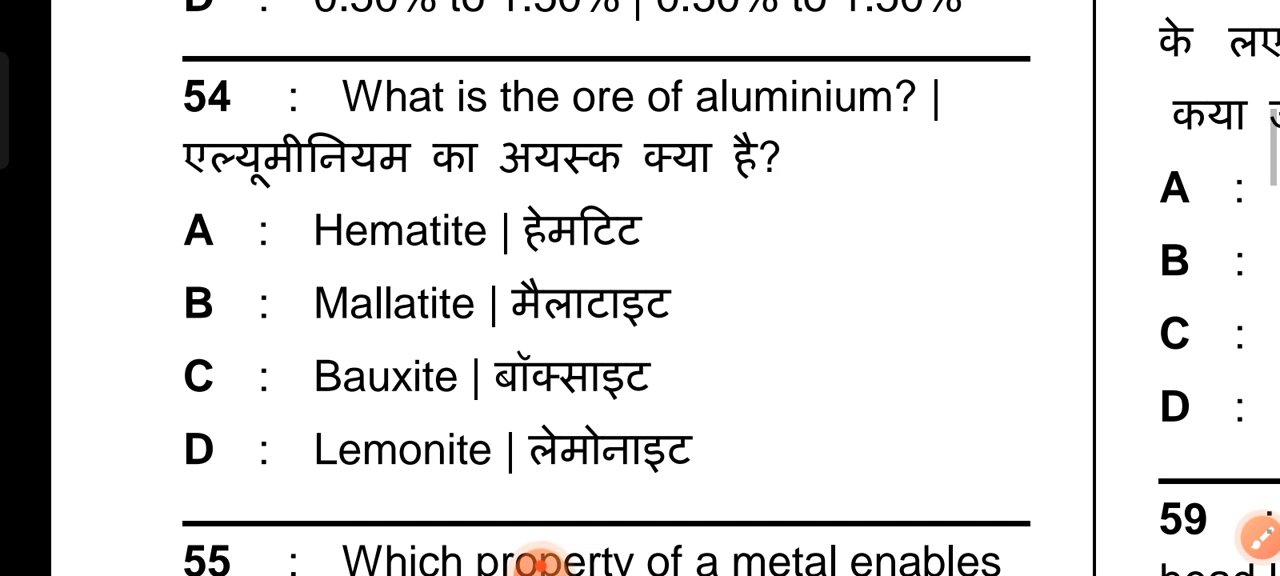 54 : What is the ore of aluminium? |
एल्यूमीनियम का अयस्क क्या है?
A : Hematite | हेमटिट
B : Mallatite | मैलाटाइट
C : Bauxite | बॉक्साइट
D : Lemonite | लेमोनाइट
55 : Which property of a metal enables
के लए
कया
A :
B :
C :
D :
59 :